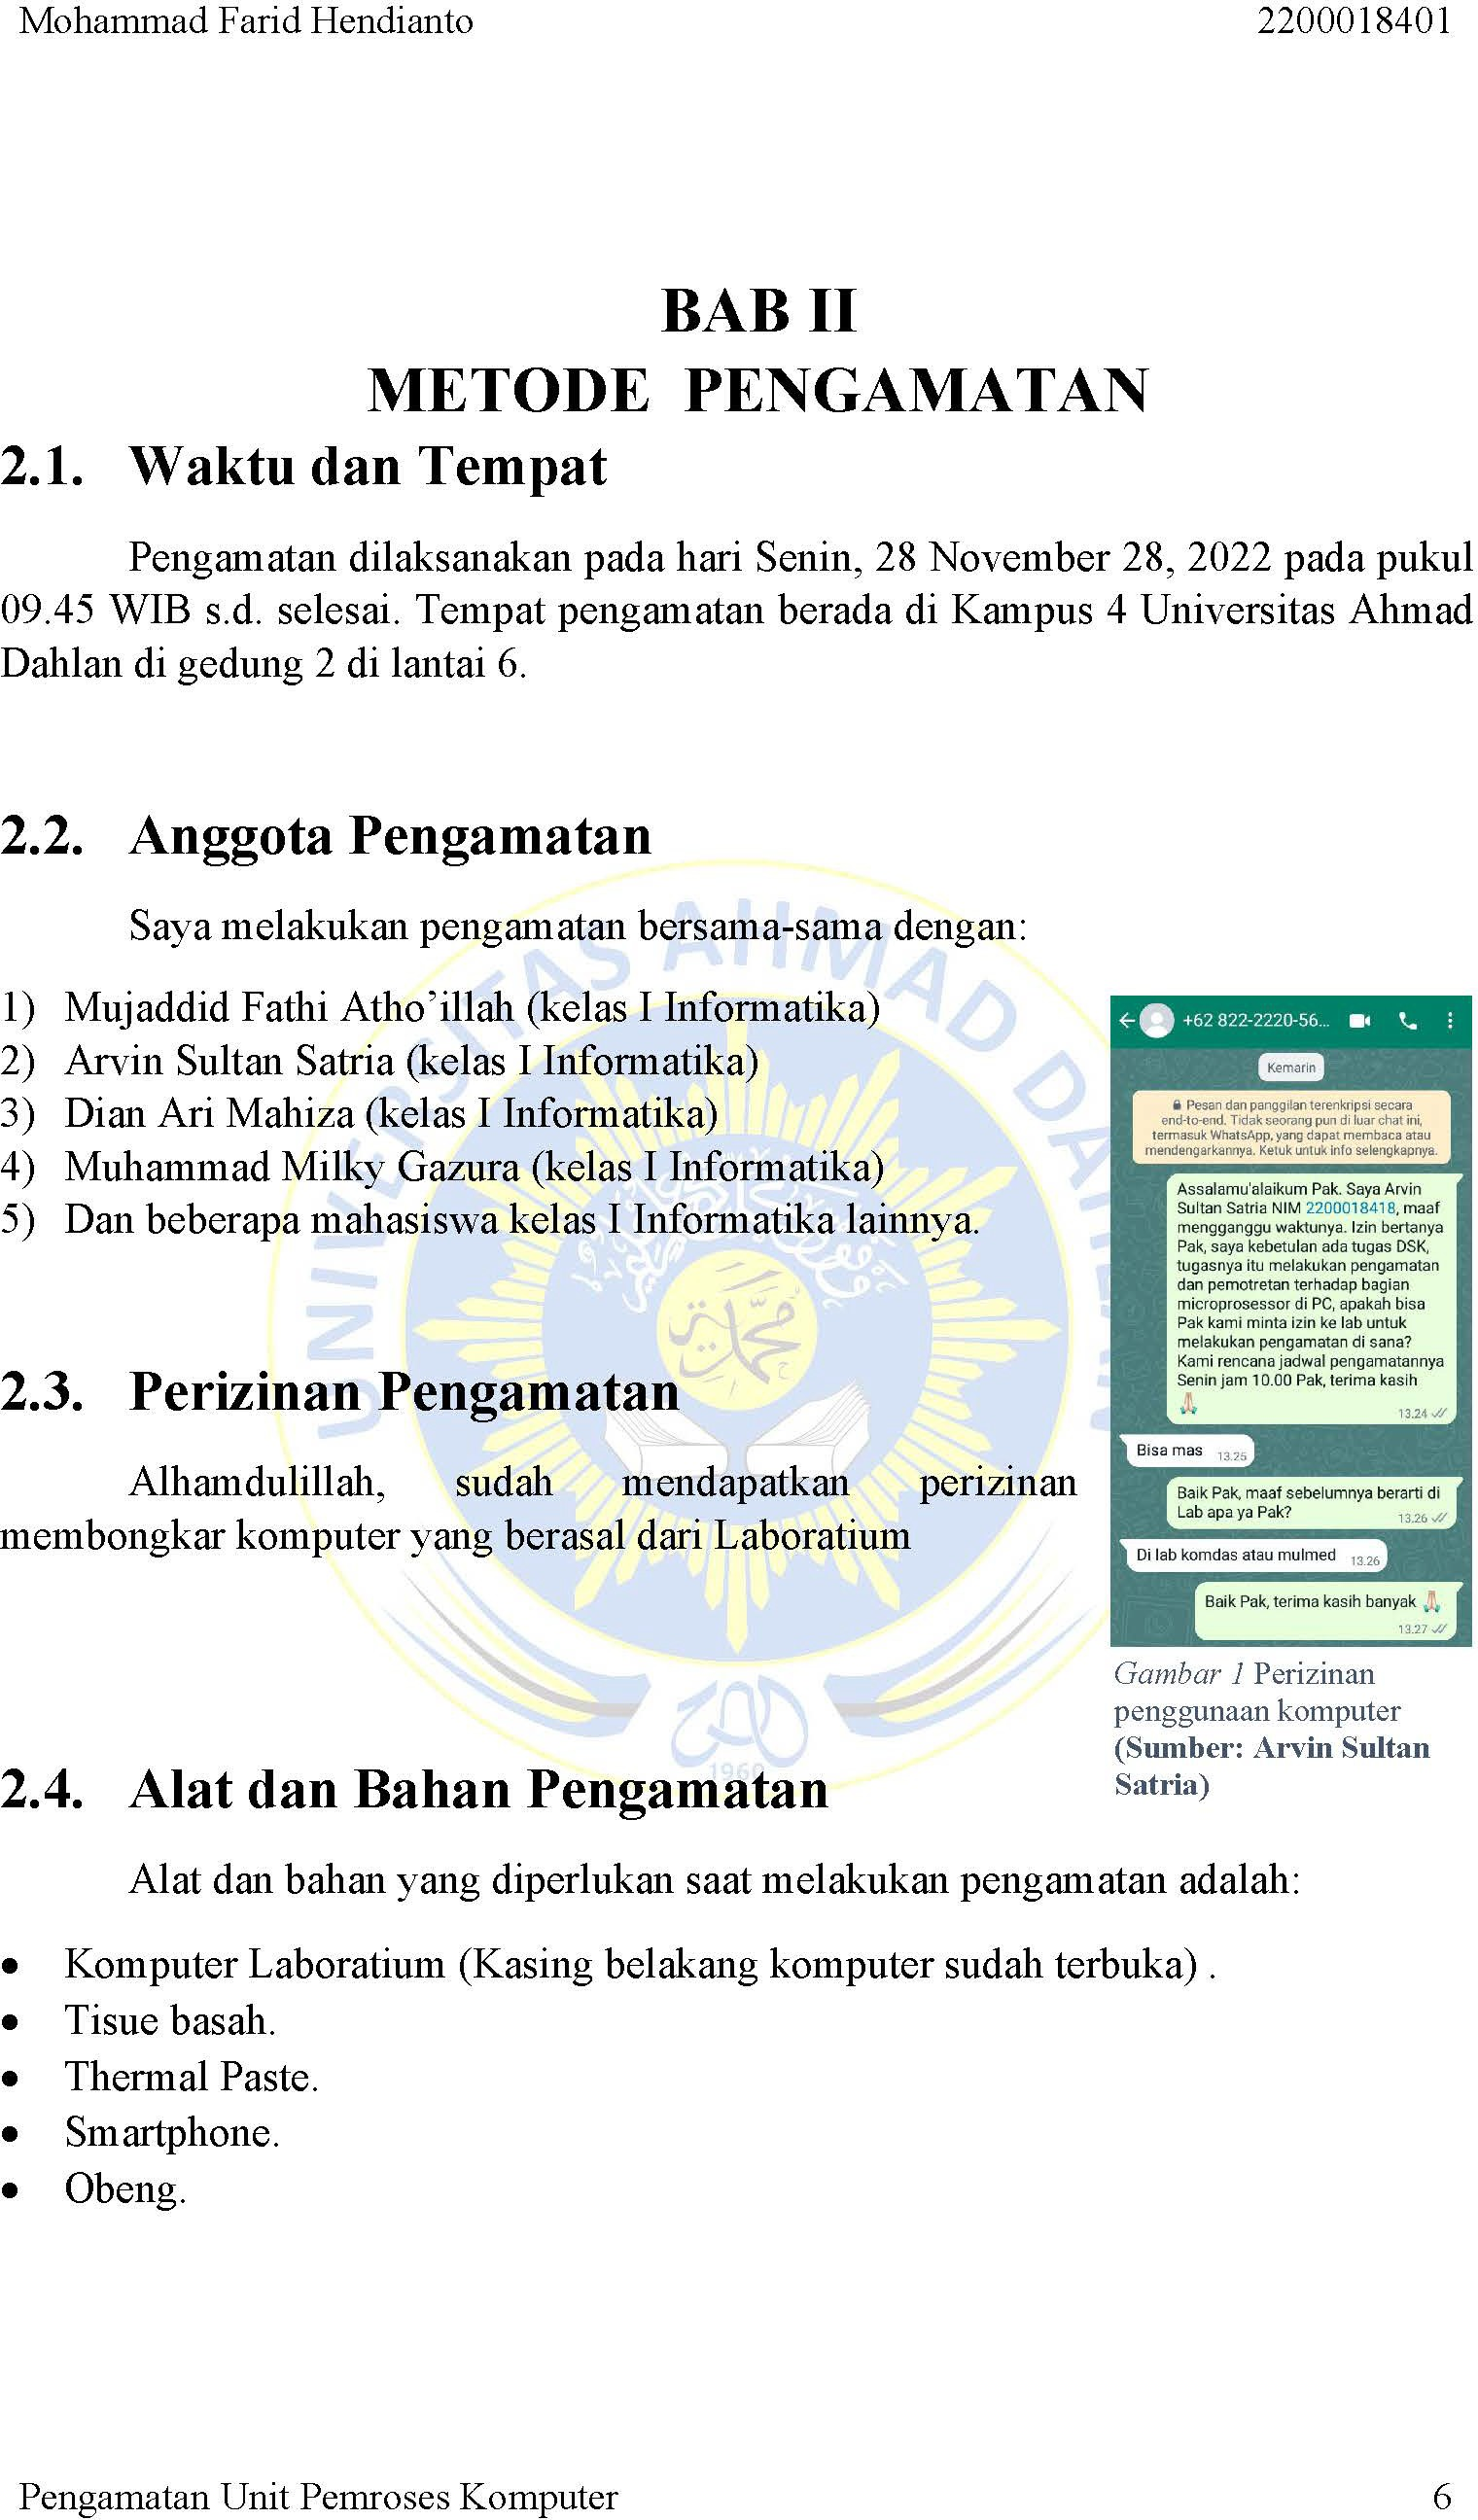 Mohammad Farid Hendianto 2200018401
BAB II
METODE PENGAMATAN
2.1. Waktu dan Tempat
Pengamatan dilaksanakan pada hari Senin, 28 November 28, 2022 pada pukul
09.45 WIB s.d. selesai. Tempat pengamatan berada di Kampus 4 Universitas Ahmad
Dahlan di gedung 2 di lantai 6.
2.2. Anggota Pengamatan
Saya melakukan pengamatan bersama-sama dengan:
1) Mujaddid Fathi Atho’illah (kelas I Informatika)
2) Arvin Sultan Satria (kelas I Informatika)
3) Dian Ari Mahiza (kelas I Informatika)
4) Muhammad Milky Gazura (kelas I Informatika)
5) Dan beberapa mahasiswa kelas I Informatika lainnya.
2.3. Perizinan Pengamatan
Alhamdulillah, sudah mendapatkan perizinan
membongkar komputer yang berasal dari Laboratium
+62 822-2220-56...
Kemarin
Pesan dan panggilan terenkripsi secara
end-to-end. Tidak seorang pun di luar chat ini,
termasuk WhatsApp, yang dapat membaca atau
mendengarkannya. Ketuk untuk info selengkapnya.
Assalamu'alaikum Pak. Saya Arvin
Sultan Satria NIM 2200018418, maaf
mengganggu waktunya. Izin bertanya
Pak, saya kebetulan ada tugas DSK,
tugasnya itu melakukan pengamatan
dan pemotretan terhadap bagian
microprosessor di PC, apakah bisa
Pak kami minta izin ke lab untuk
melakukan pengamatan di sana?
Kami rencana jadwal pengamatannya
Senin jam 10.00 Pak, terima kasih
🙏 13.24
Bisa mas 13.25
Baik Pak, maaf sebelumnya berarti di
Lab apa ya Pak? 13.26
Di lab komdas atau mulmed 13.26
Baik Pak, terima kasih banyak 🙏
13.27
Gambar 1 Perizinan
penggunaan komputer
(Sumber: Arvin Sultan
Satria)
2.4. Alat dan Bahan Pengamatan
Alat dan bahan yang diperlukan saat melakukan pengamatan adalah:
• Komputer Laboratium (Kasing belakang komputer sudah terbuka) .
• Tisue basah.
• Thermal Paste.
• Smartphone.
• Obeng.
UNIVERSITAS AHMAD DAHLAN
1960
Pengamatan Unit Pemroses Komputer 6